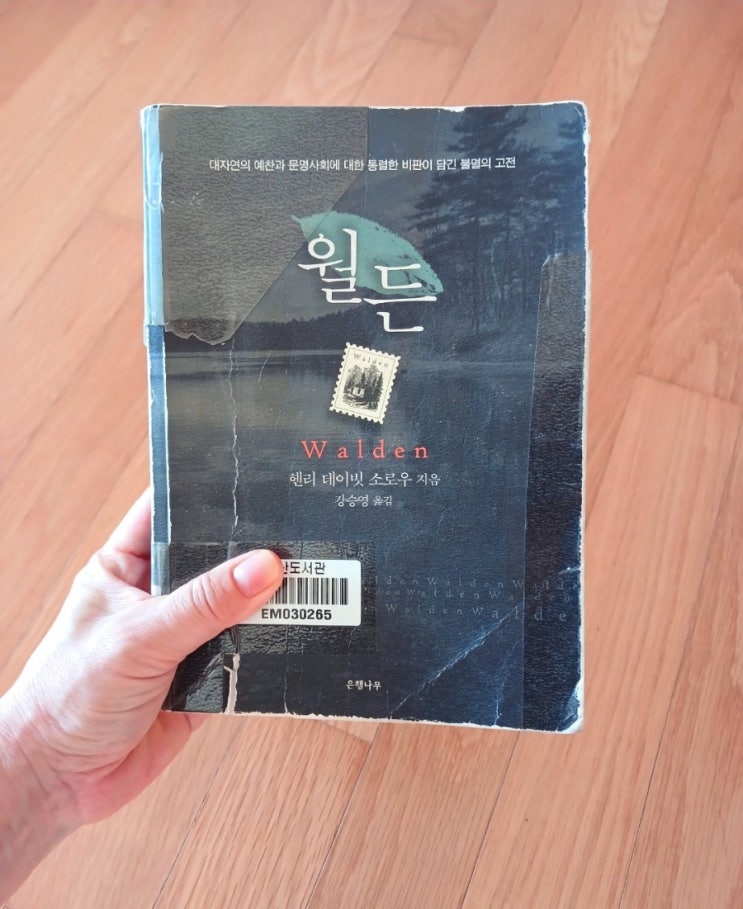 대자연의 예찬과 문명사회에 대한 통렬한 비판이 담긴 불멸의 고전
월든
Walden
Walden
헨리 데이빗 소로우 지음
강승영 옮김
산도서관
EM030265
WaldenWaldenWalde
은행나무